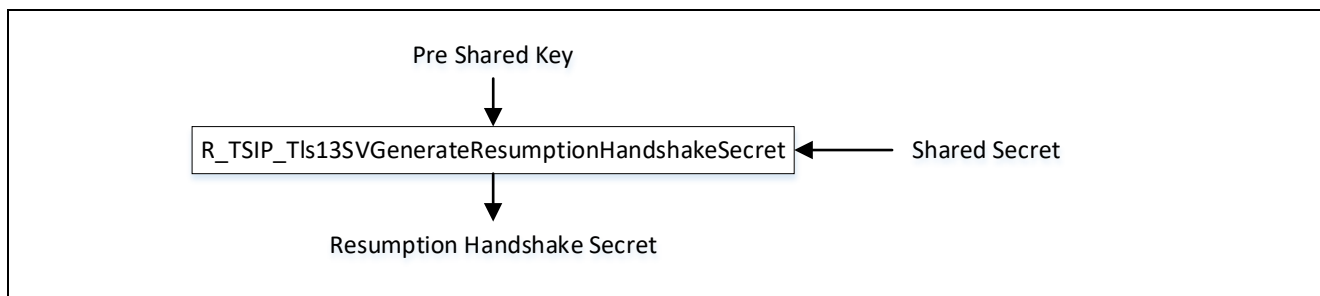 Pre Shared Key
R_TSIP_Tls13SVGenerateResumptionHandshakeSecret
Shared Secret
Resumption Handshake Secret